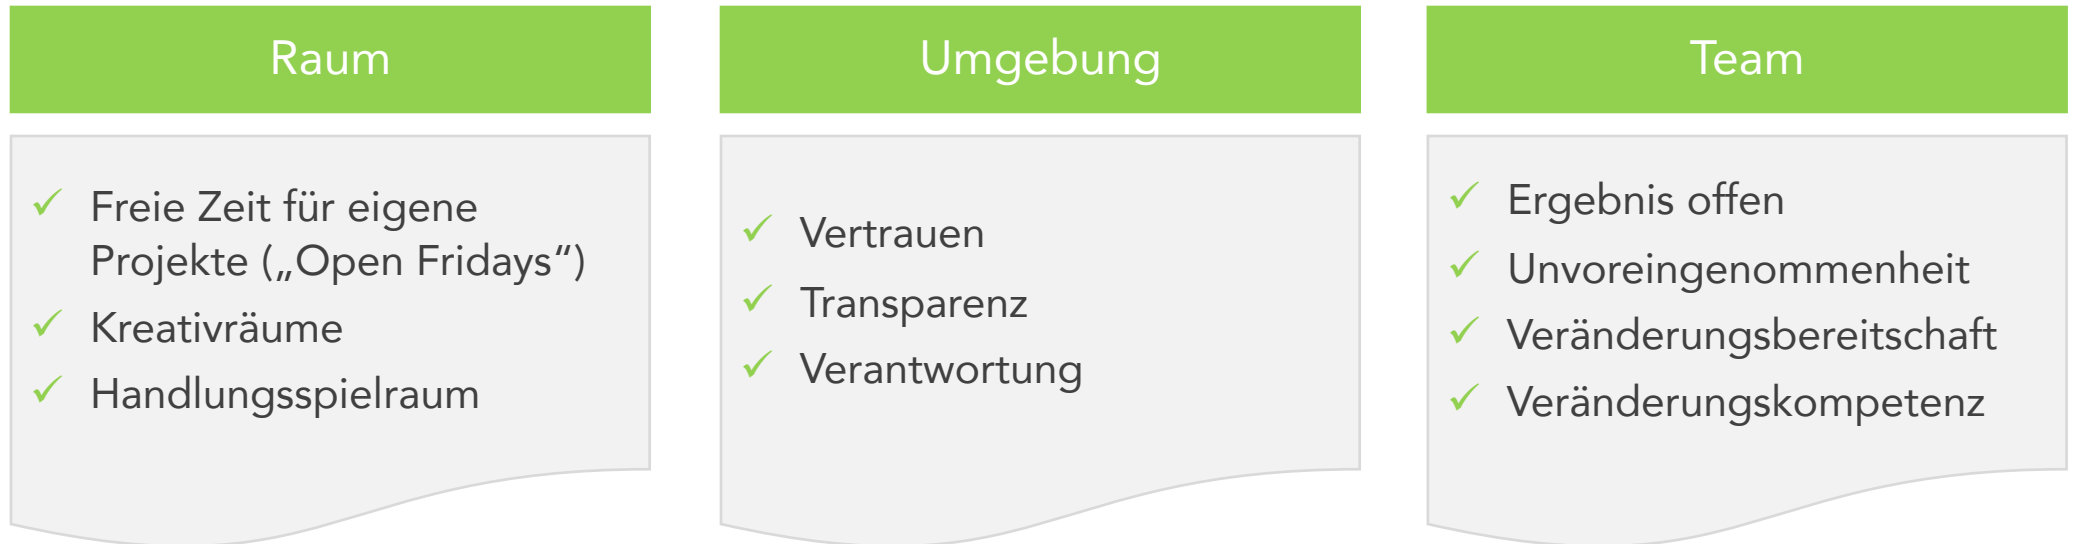 Raum
Freie Zeit für eigene
Projekte („Open Fridays“)
Kreativräume
Handlungsspielraum
Umgebung
Vertrauen
Transparenz
Verantwortung
Team
Ergebnis offen
Unvoreingenommenheit
Veränderungsbereitschaft
Veränderungskompetenz